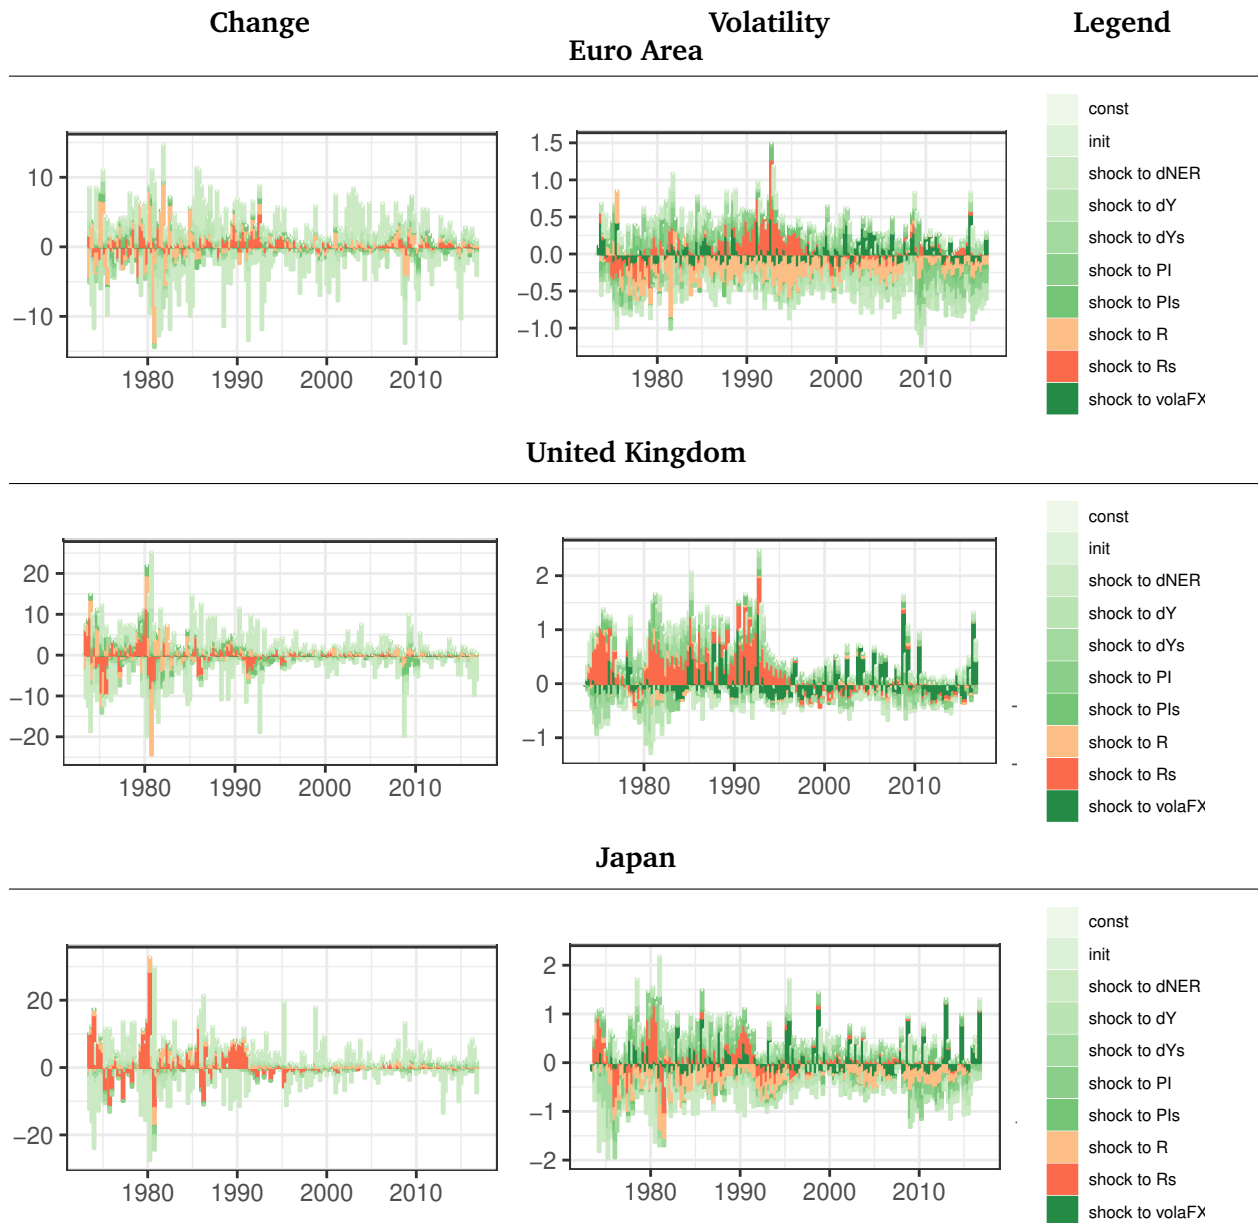 Change Volatility Legend
Euro Area
10
0
−10
1980 1990 2000 2010
1.5
1.0
0.5
0.0
−0.5
−1.0
1980 1990 2000 2010
const
init
shock to dNER
shock to dY
shock to dYs
shock to PI
shock to PIs
shock to R
shock to Rs
shock to volaFX
United Kingdom
20
10
0
−10
−20
1980 1990 2000 2010
2
1
0
−1
1980 1990 2000 2010
const
init
shock to dNER
shock to dY
shock to dYs
shock to PI
shock to PIs
shock to R
shock to Rs
shock to volaFX
Japan
20
0
−20
1980 1990 2000 2010
2
1
0
−1
−2
1980 1990 2000 2010
const
init
shock to dNER
shock to dY
shock to dYs
shock to PI
shock to PIs
shock to R
shock to Rs
shock to volaFX